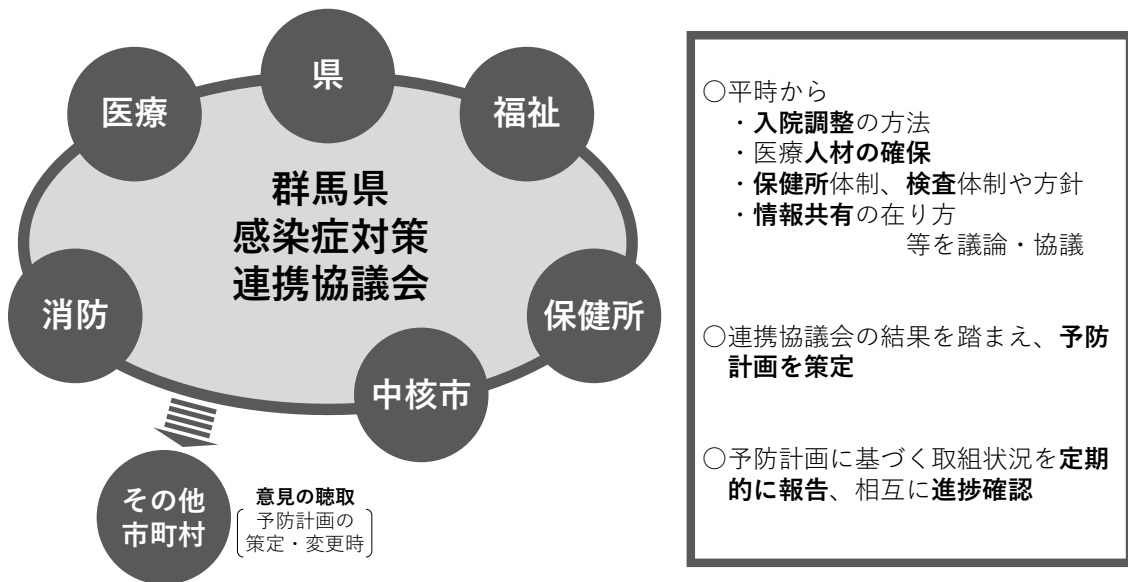 県
医療
福祉
群馬県
感染症対策
連携協議会
消防
保健所
中核市
その他
市町村
意見の聴取
予防計画の
策定・変更時
○平時から
・入院調整の方法
・医療人材の確保
・保健所体制、検査体制や方針
・情報共有の在り方
等を議論・協議
○連携協議会の結果を踏まえ、予防
計画を策定
○予防計画に基づく取組状況を定期
的に報告、相互に進捗確認